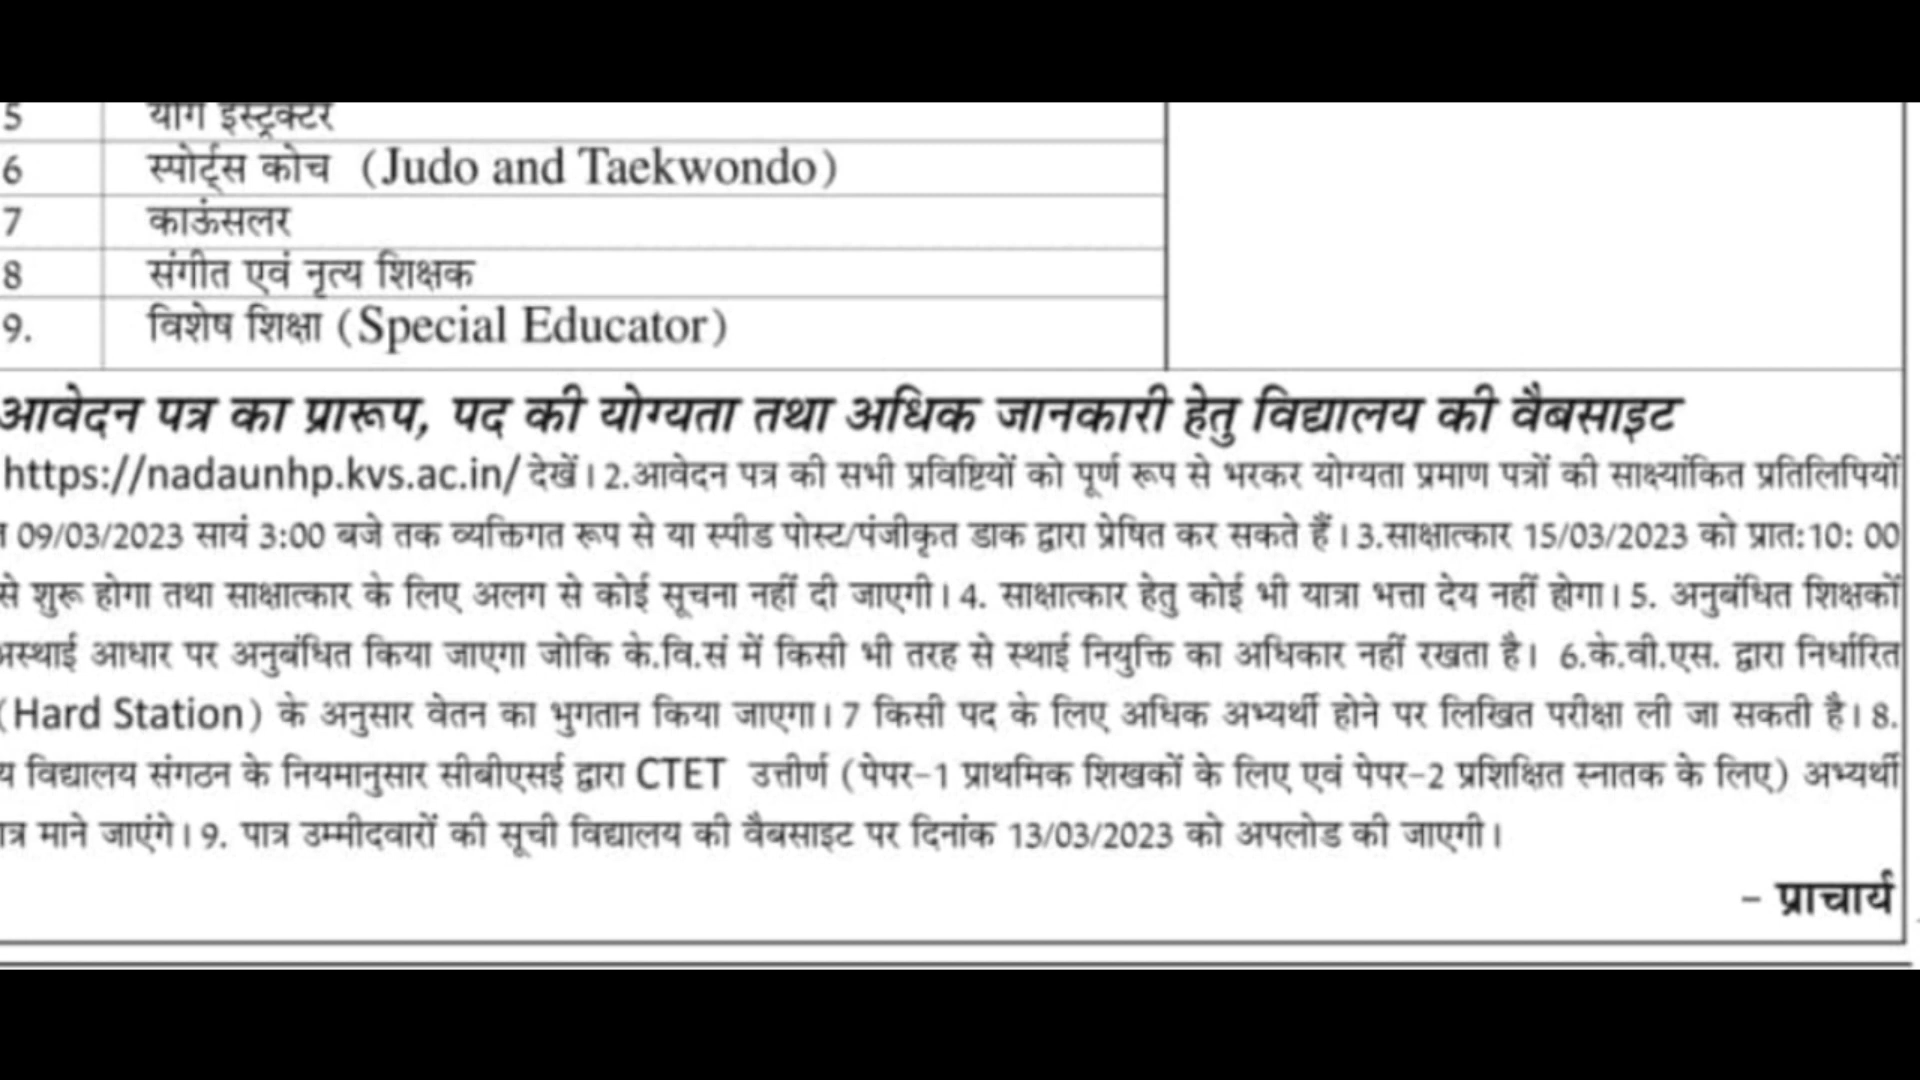 5 योग इंस्ट्रक्टर
6 स्पोर्ट्स कोच (Judo and Taekwondo)
7 काऊंसलर
8 संगीत एवं नृत्य शिक्षक
9. विशेष शिक्षा (Special Educator)
आवेदन पत्र का प्रारूप, पद की योग्यता तथा अधिक जानकारी हेतु विद्यालय की वैबसाइट
https://nadaunhp.kvs.ac.in/ देखें। 2.आवेदन पत्र की सभी प्रविष्टियों को पूर्ण रूप से भरकर योग्यता प्रमाण पत्रों की साक्ष्यांकित प्रतिलिपियों
09/03/2023 सायं 3:00 बजे तक व्यक्तिगत रूप से या स्पीड पोस्ट/पंजीकृत डाक द्वारा प्रेषित कर सकते हैं। 3.साक्षात्कार 15/03/2023 को प्रात:10: 00
से शुरू होगा तथा साक्षात्कार के लिए अलग से कोई सूचना नहीं दी जाएगी। 4. साक्षात्कार हेतु कोई भी यात्रा भत्ता देय नहीं होगा। 5. अनुबंधित शिक्षकों
अस्थाई आधार पर अनुबंधित किया जाएगा जोकि के.वि.सं में किसी भी तरह से स्थाई नियुक्ति का अधिकार नहीं रखता है। 6.के.वी.एस. द्वारा निर्धारित
(Hard Station) के अनुसार वेतन का भुगतान किया जाएगा। 7 किसी पद के लिए अधिक अभ्यर्थी होने पर लिखित परीक्षा ली जा सकती है। 8.
य विद्यालय संगठन के नियमानुसार सीबीएसई द्वारा CTET उत्तीर्ण (पेपर-1 प्राथमिक शिखकों के लिए एवं पेपर-2 प्रशिक्षित स्नातक के लिए) अभ्यर्थी
ात्र माने जाएंगे। 9. पात्र उम्मीदवारों की सूची विद्यालय की वैबसाइट पर दिनांक 13/03/2023 को अपलोड की जाएगी।
- प्राचार्य